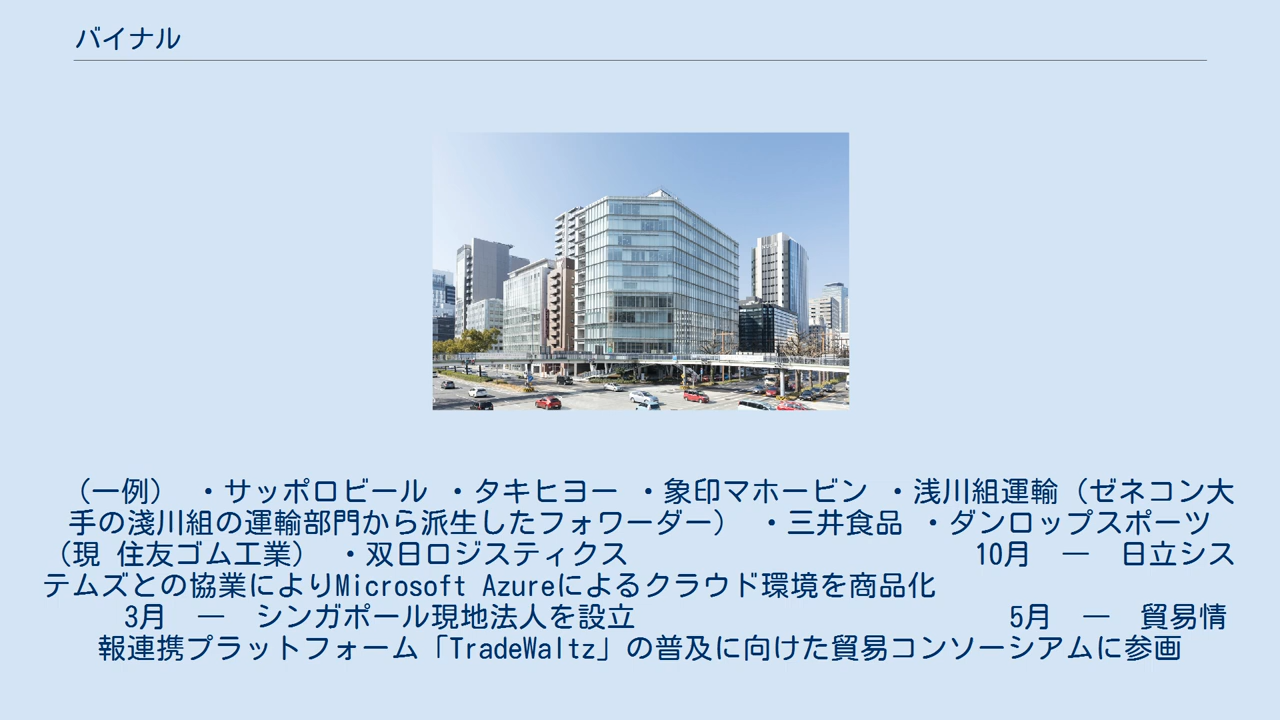 バイナル
（一例） ・サッポロビール ・タキヒヨー ・象印マホービン ・浅川組運輸（ゼネコン大
手の淺川組の運輸部門から派生したフォワーダー） ・三井食品 ・ダンロップスポーツ
（現 住友ゴム工業） ・双日ロジスティクス 10月 ― 日立シス
テムズとの協業によりMicrosoft Azureによるクラウド環境を商品化
3月 ― シンガポール現地法人を設立 5月 ― 貿易情
報連携プラットフォーム「TradeWaltz」の普及に向けた貿易コンソーシアムに参画